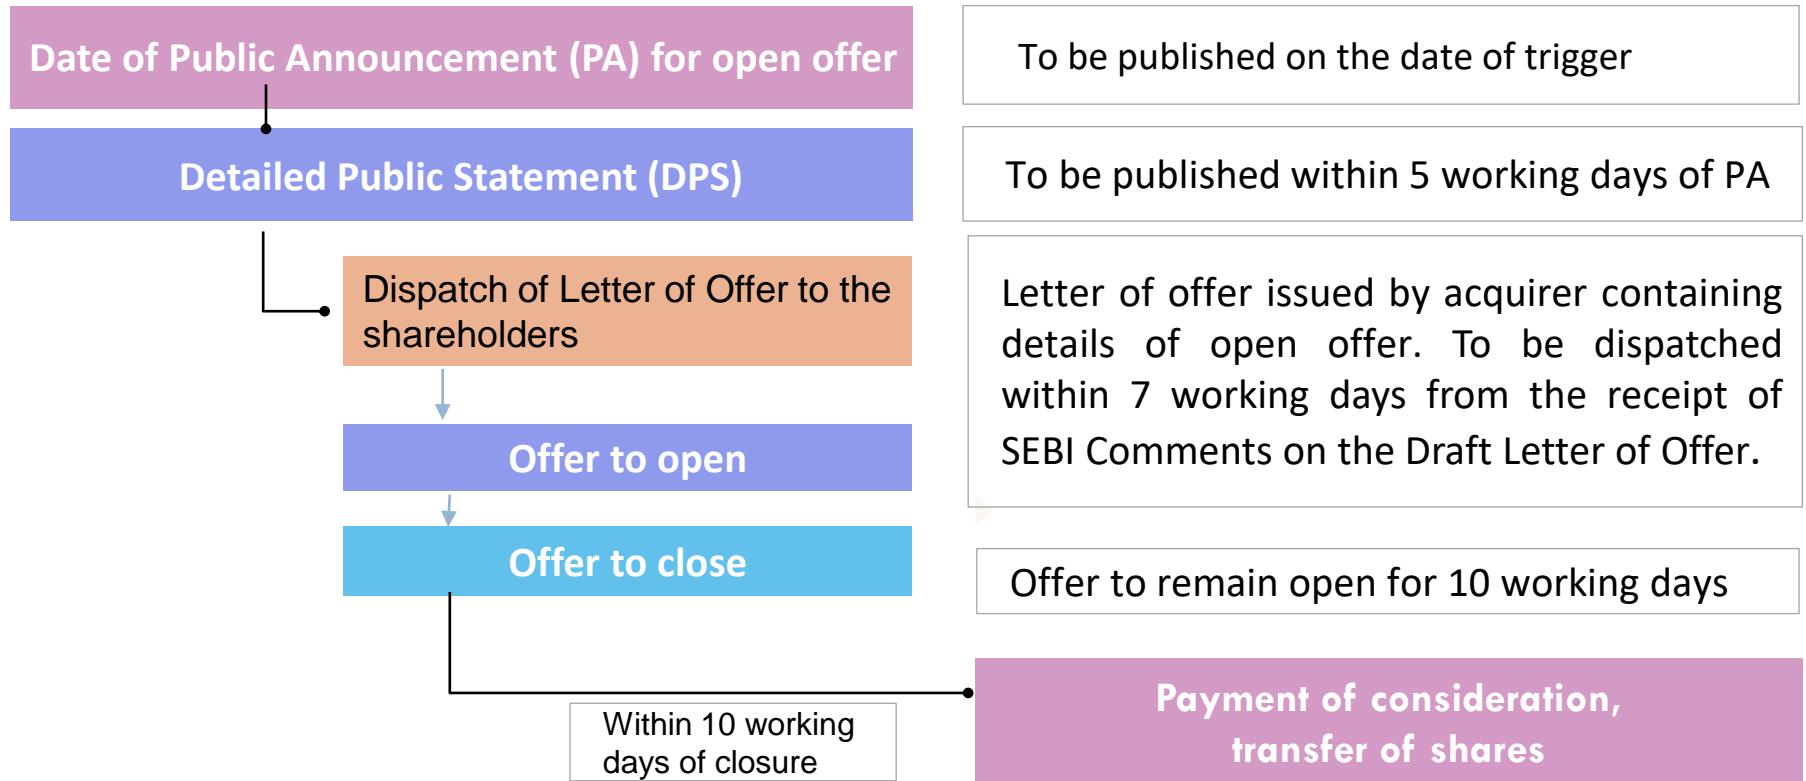 Date of Public Announcement (PA) for open offer
To be published on the date of trigger
Detailed Public Statement (DPS)
To be published within 5 working days of PA
Dispatch of Letter of Offer to the
shareholders
Letter of offer issued by acquirer containing
details of open offer. To be dispatched
within 7 working days from the receipt of
SEBI Comments on the Draft Letter of Offer.
Offer to open
Offer to close
Offer to remain open for 10 working days
Within 10 working
days of closure
Payment of consideration,
transfer of shares